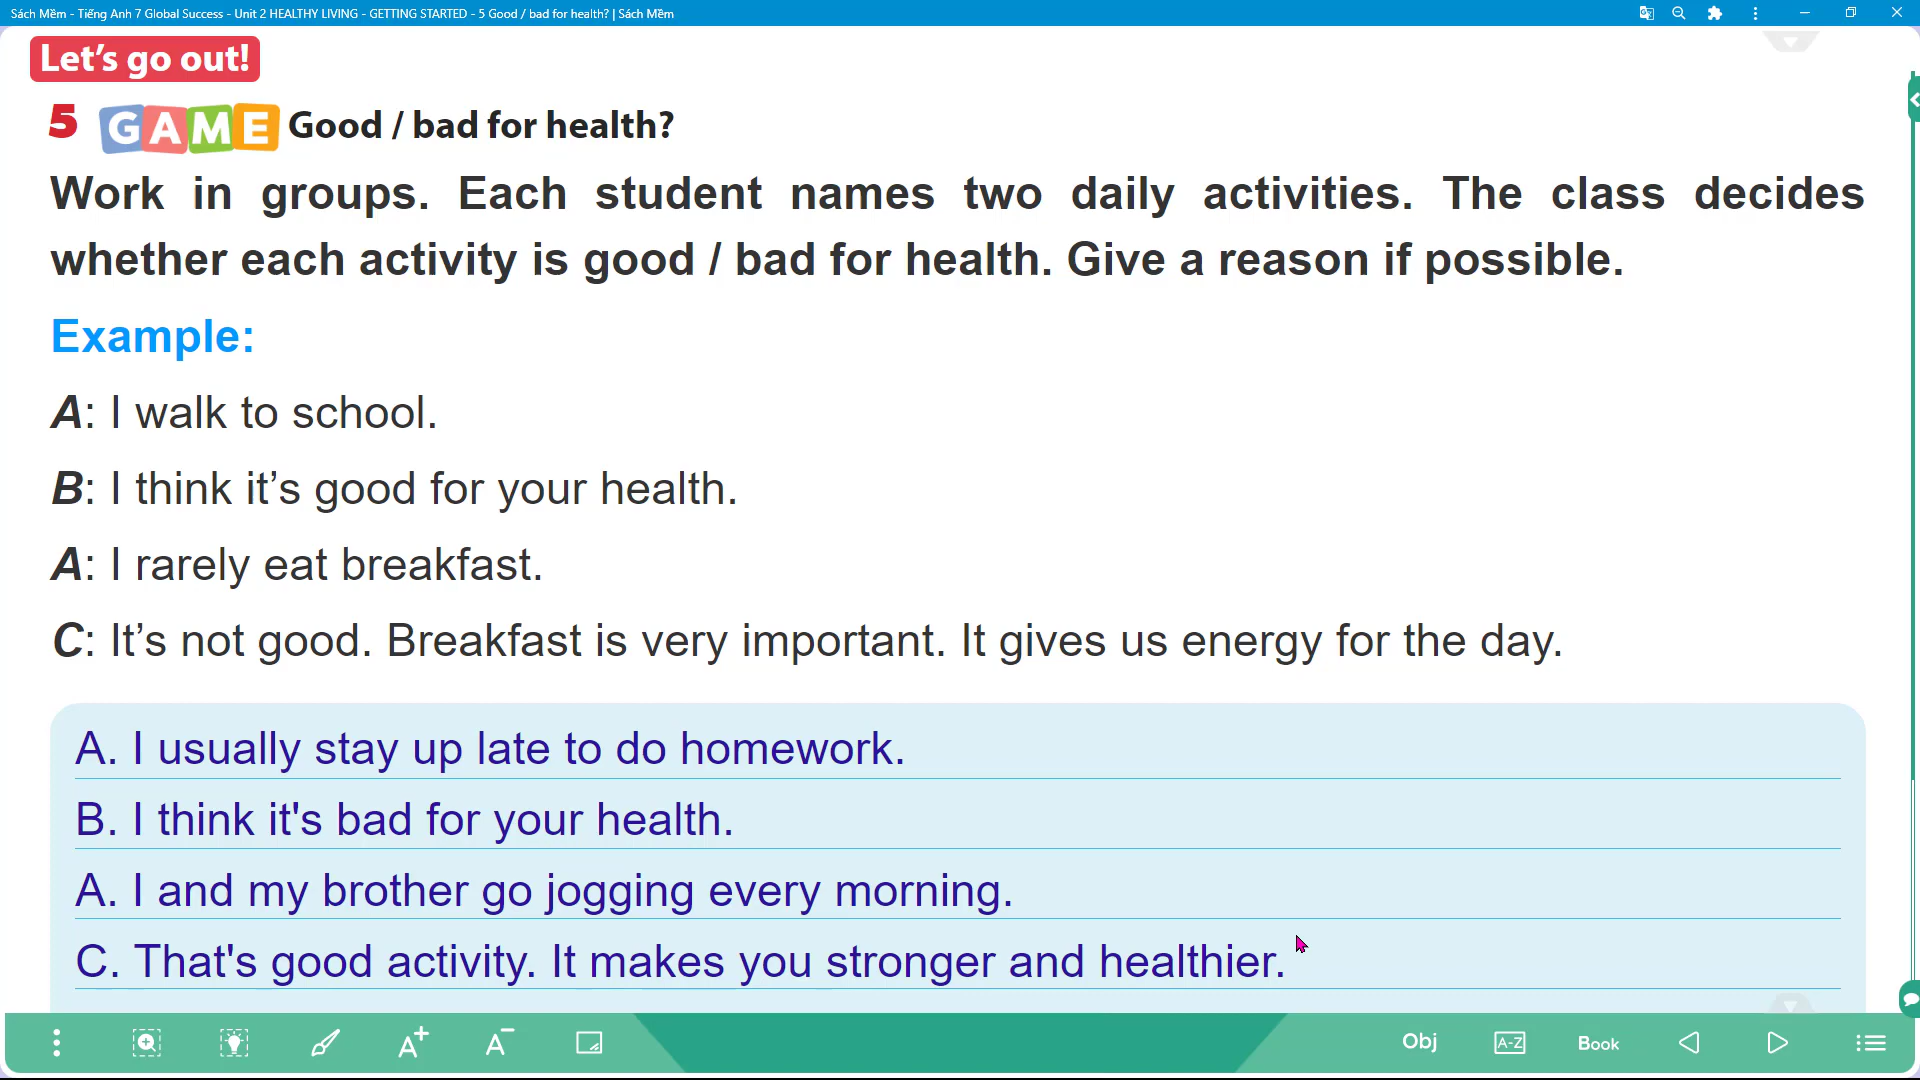 Sách Mềm - Tiếng Anh 7 Global Success - Unit 2 HEALTHY LIVING - GETTING STARTED - 5 Good / bad for health? | Sách Mềm
Let's go out!
5 GAME Good / bad for health?
Work in groups. Each student names two daily activities. The class decides
whether each activity is good / bad for health. Give a reason if possible.
Example:
A: I walk to school.
B: I think it’s good for your health.
A: I rarely eat breakfast.
C: It’s not good. Breakfast is very important. It gives us energy for the day.
A. I usually stay up late to do homework.
B. I think it's bad for your health.
A. I and my brother go jogging every morning.
C. That's good activity. It makes you stronger and healthier.
A+ A- Obj A-Z Book